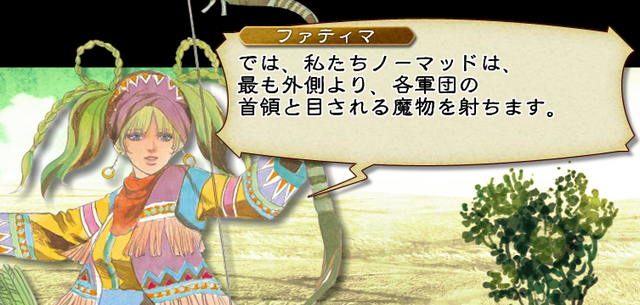 ファティマ
では、私たちノーマッドは、
最も外側より、各軍団の
首領と目される魔物を射ちます。